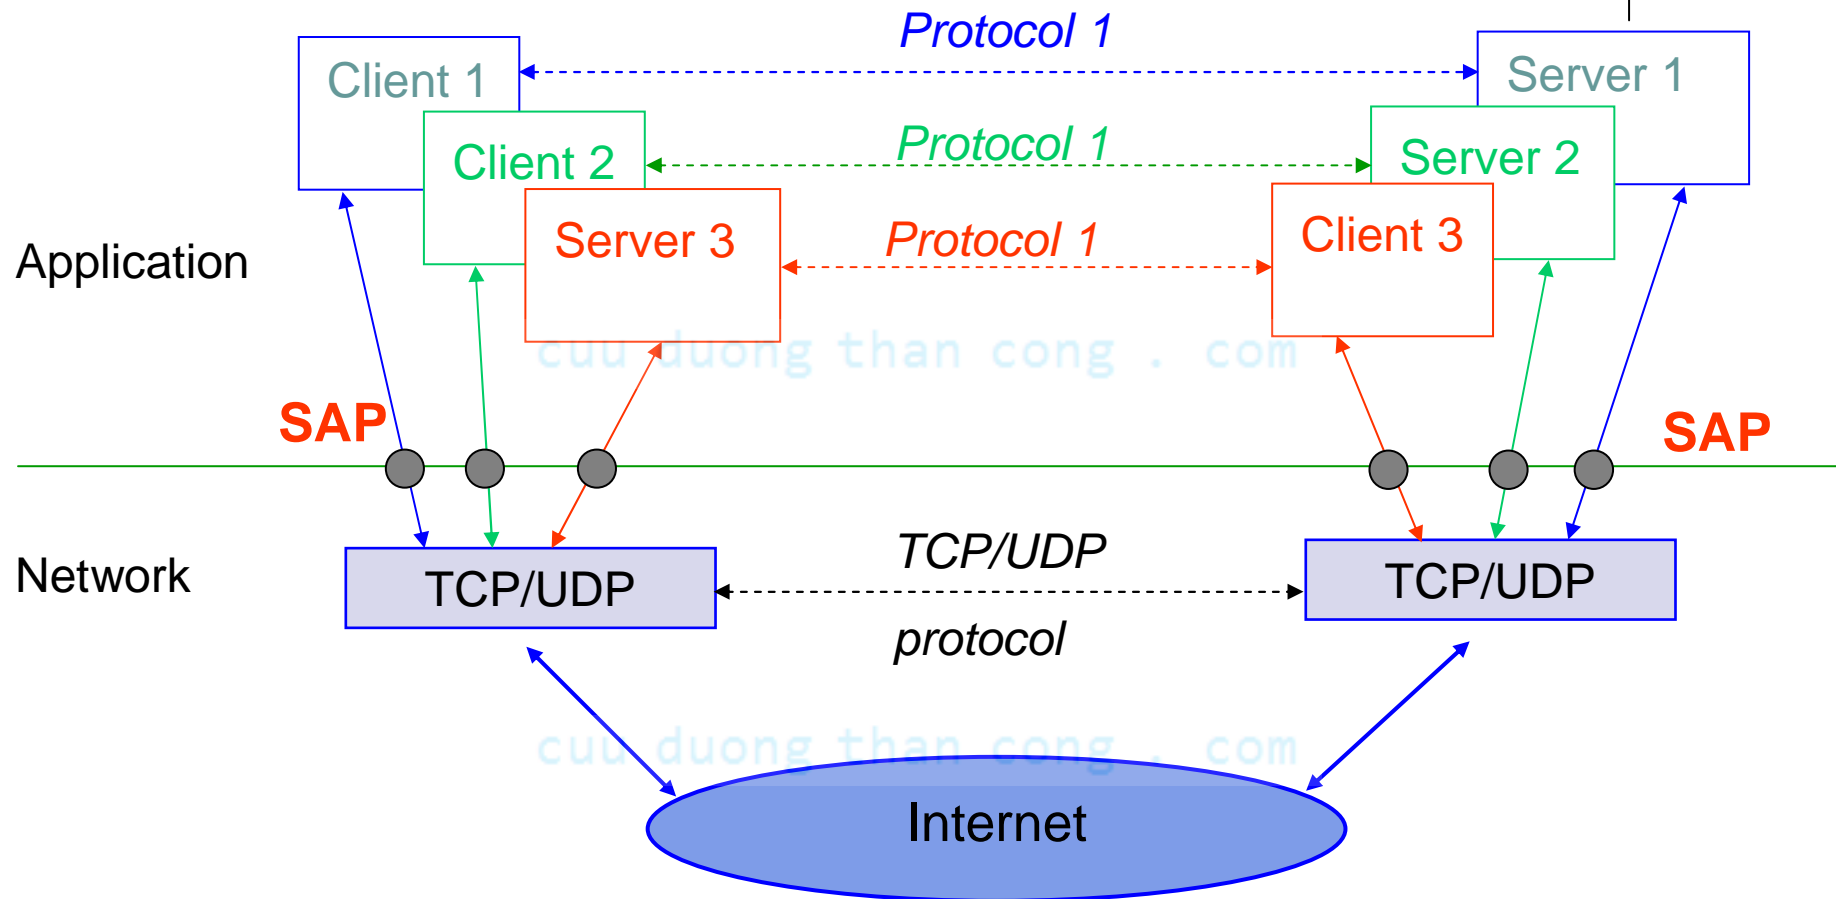 Protocol 1
Client 1
Server 1
Protocol 1
Client 2
Server 2
Server 3
Protocol 1
Client 3
Application
cuu duong than cong . com
SAP
SAP
TCP/UDP
Network
TCP/UDP
TCP/UDP
protocol
cuu duong than cong . com
Internet